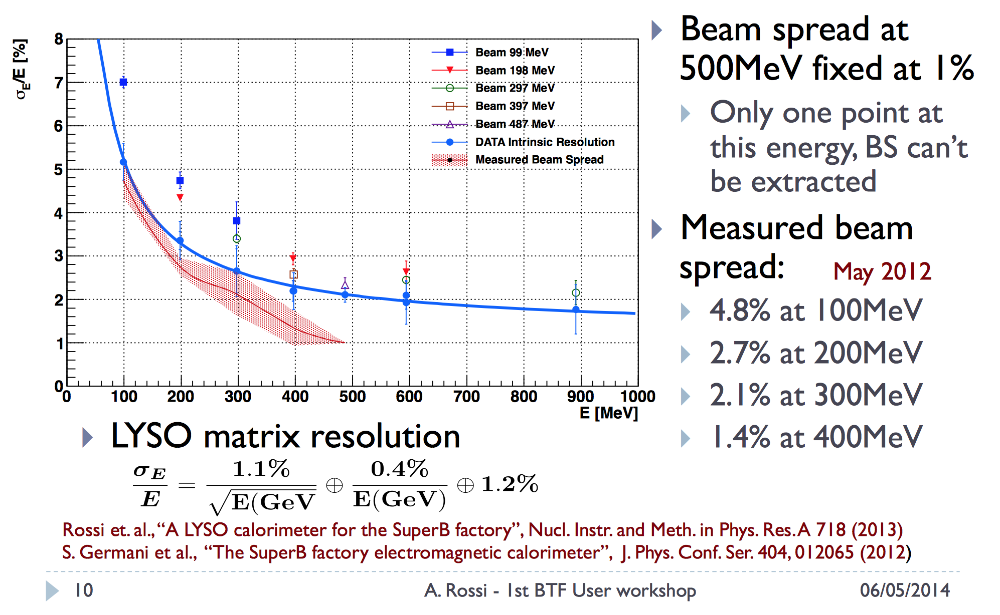 σE/E [%]
8
7
6
5
4
3
2
1
0
0 100 200 300 400 500 600 700 800 900 1000
E [MeV]
Beam 99 MeV
Beam 198 MeV
Beam 297 MeV
Beam 397 MeV
Beam 487 MeV
DATA Intrinsic Resolution
Measured Beam Spread
LYSO matrix resolution
σ_E/E = 1.1%/√E(GeV ⊕ 0.4%/E(GeV) ⊕ 1.2%
Beam spread at
500MeV fixed at 1%
Only one point at
this energy, BS can’t
be extracted
Measured beam
spread: May 2012
4.8% at 100MeV
2.7% at 200MeV
2.1% at 300MeV
1.4% at 400MeV
Rossi et. al., “A LYSO calorimeter for the SuperB factory”, Nucl. Instr. and Meth. in Phys. Res. A 718 (2013)
S. Germani et al., “The SuperB factory electromagnetic calorimeter”, J. Phys. Conf. Ser. 404, 012065 (2012)
10 A. Rossi - 1st BTF User workshop 06/05/2014